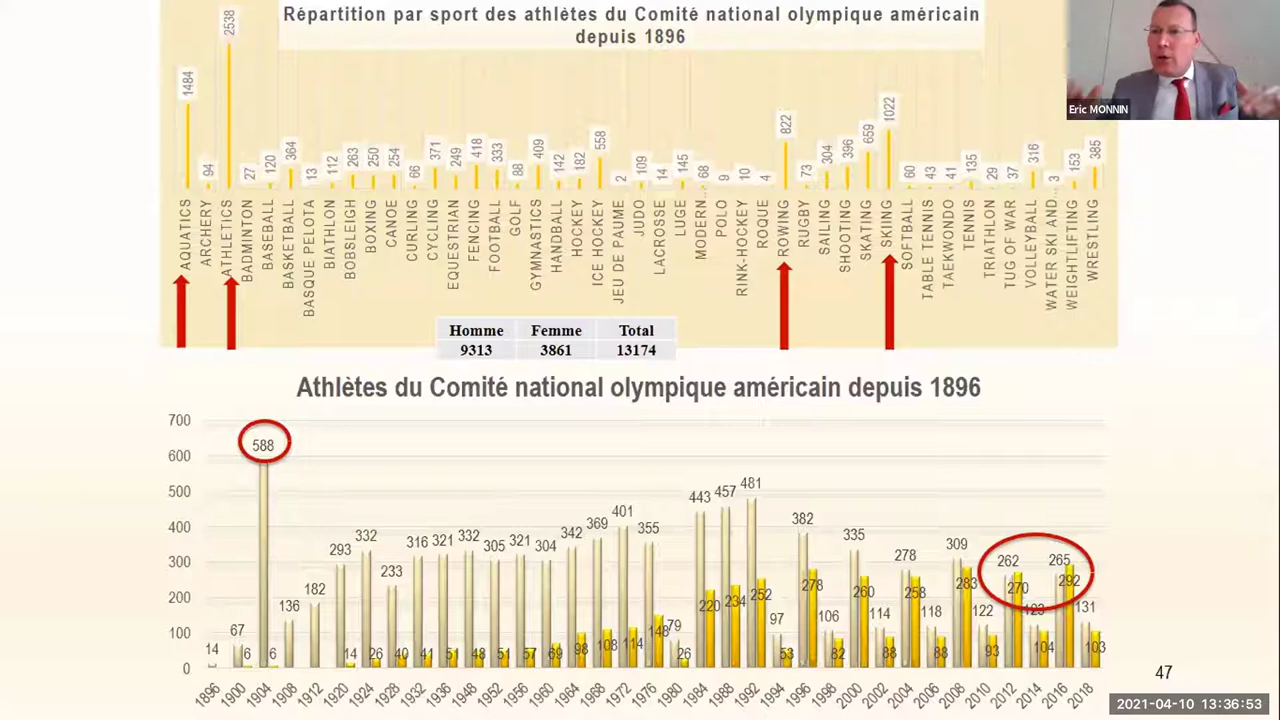 Répartition par sport des athlètes du Comité national olympique américain
depuis 1896
1484
94
2538
27
120
364
13
112
263
250
254
66
371
249
418
333
88
409
142
182
558
2
109
14
145
68
9
10
4
822
73
304
396
659
1022
60
43
41
135
29
37
316
3
153
385
AQUATICS
ARCHERY
ATHLETICS
BADMINTON
BASEBALL
BASKETBALL
BASQUE PELOTA
BIATHLON
BOBSLEIGH
BOXING
CANOE
CURLING
CYCLING
EQUESTRIAN
FENCING
FOOTBALL
GOLF
GYMNASTICS
HANDBALL
HOCKEY
ICE HOCKEY
JEU DE PAUME
JUDO
LACROSSE
LUGE
MODERN...
POLO
RINK-HOCKEY
ROQUE
ROWING
RUGBY
SAILING
SHOOTING
SKATING
SKIING
SOFTBALL
TABLE TENNIS
TAEKWONDO
TENNIS
TRIATHLON
TUG OF WAR
VOLLEYBALL
WATER SKI AND...
WEIGHTLIFTING
WRESTLING
Eric MONNIN
Homme Femme Total
9313 3861 13174
Athlètes du Comité national olympique américain depuis 1896
700
600
500
400
300
200
100
0
14
67
6
588
6
136
182
293
14
332
26
233
40
316
41
321
51
332
48
305
51
321
57
304
69
342
98
369
108
401
114
355
148
79
26
443
220
457
234
481
252
97
53
382
278
106
82
335
260
114
88
278
258
118
88
309
283
122
93
262
270
123
104
265
292
131
103
1896 1900 1904 1908 1912 1920 1924 1928 1932 1936 1948 1952 1956 1960 1964 1968 1972 1976 1980 1984 1988 1992 1994 1996 1998 2000 2002 2004 2006 2008 2010 2012 2014 2016 2018
47
2021-04-10 13:36:53